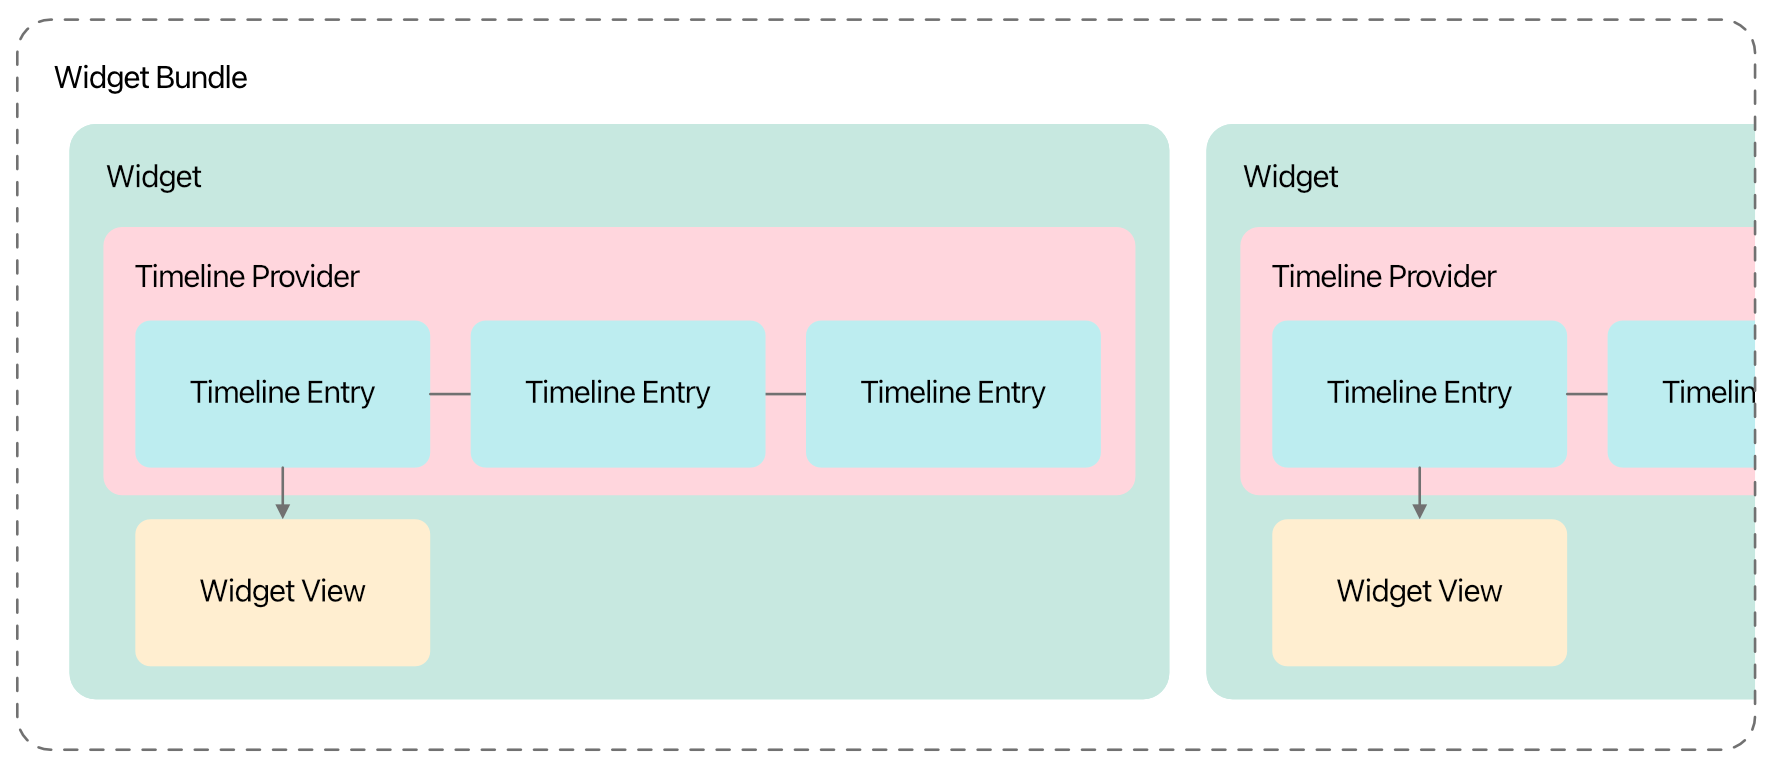 Widget Bundle
Widget
Timeline Provider
Timeline Entry
Timeline Entry
Timeline Entry
Widget View
Widget
Timeline Provider
Timeline Entry
Timelin
Widget View